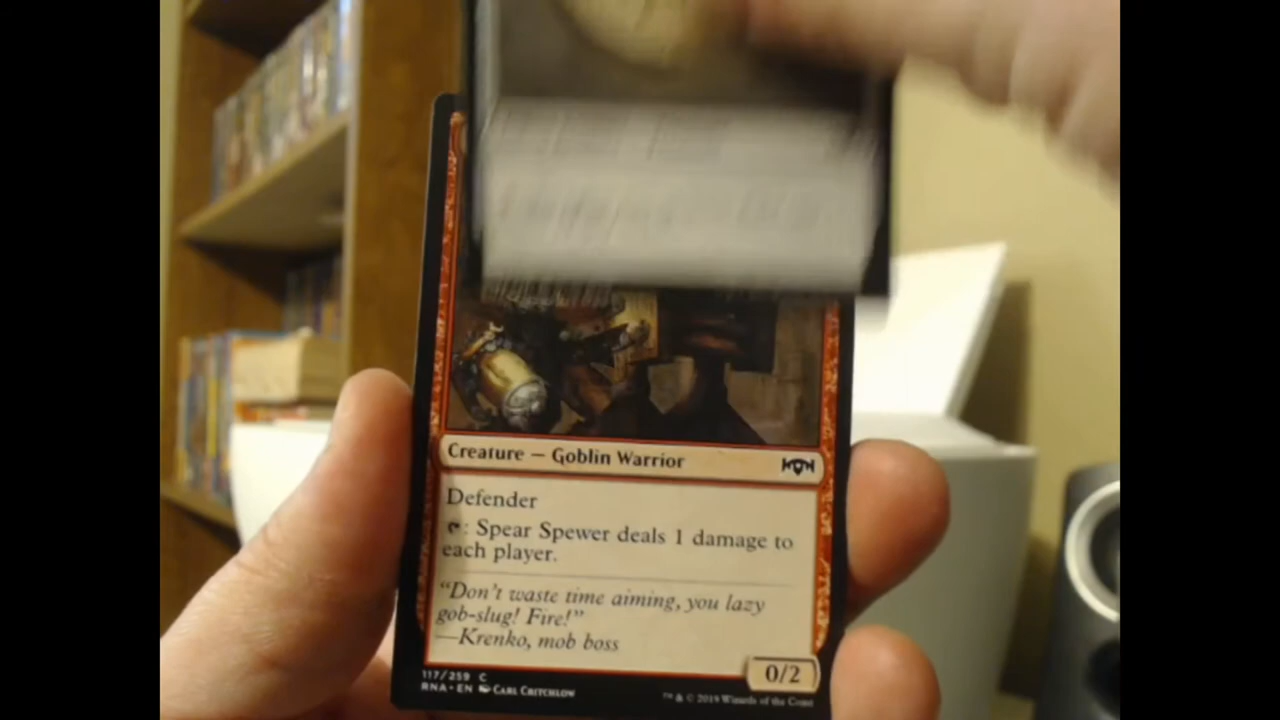 Creature — Goblin Warrior
Defender
: Spear Spewer deals 1 damage to
each player.
"Don't waste time aiming, you lazy
gob-slug! Fire!"
—Krenko, mob boss
0/2
117/259 C
RNA • EN Carl Critchlow
™ & © 2019 Wizards of the Coast